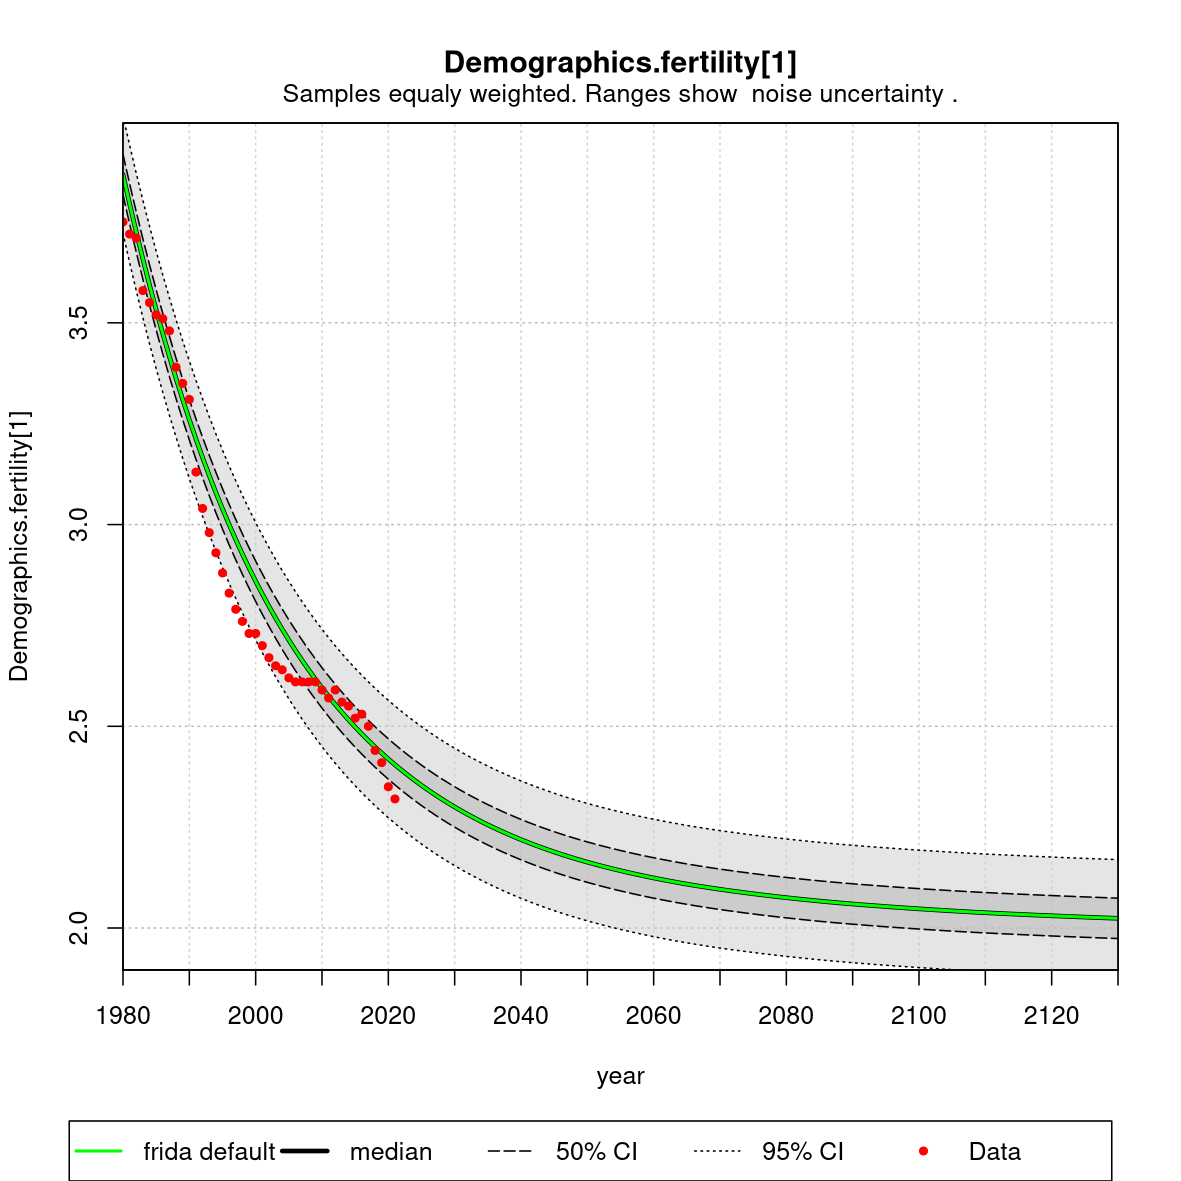 Demographics.fertility[1]
Samples equaly weighted. Ranges show  noise uncertainty .
Demographics.fertility[1]
3.5
3.0
2.5
2.0
1980 2000 2020 2040 2060 2080 2100 2120
year
frida default median 50% CI 95% CI Data